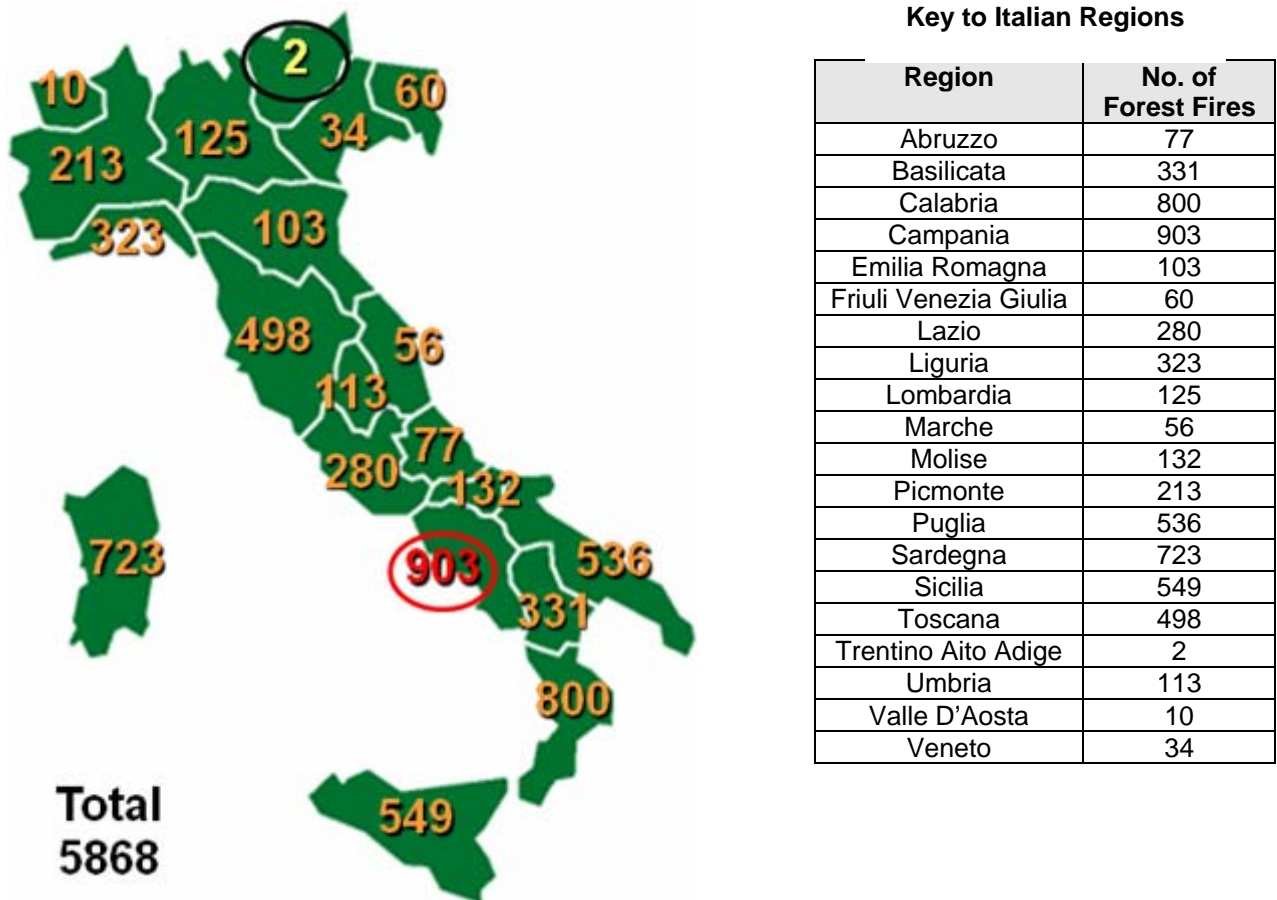 2
10
60
125
34
213
323
103
498
56
113
77
280
132
723
903
536
331
800
549
Total
5868
Key to Italian Regions
Region No. of Forest Fires
Abruzzo 77
Basilicata 331
Calabria 800
Campania 903
Emilia Romagna 103
Friuli Venezia Giulia 60
Lazio 280
Liguria 323
Lombardia 125
Marche 56
Molise 132
Picmonte 213
Puglia 536
Sardegna 723
Sicilia 549
Toscana 498
Trentino Aito Adige 2
Umbria 113
Valle D’Aosta 10
Veneto 34